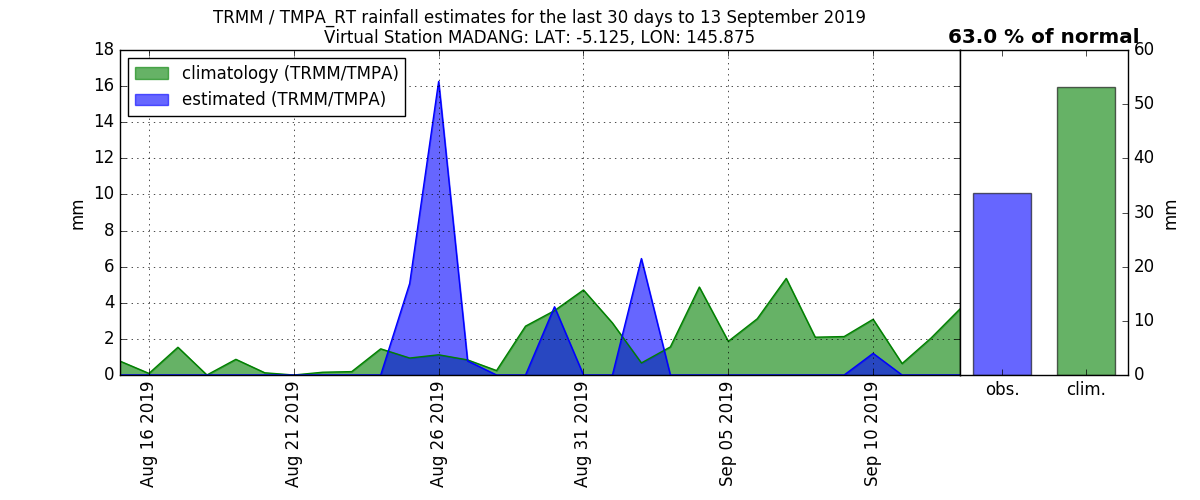 TRMM / TMPA_RT rainfall estimates for the last 30 days to 13 September 2019
Virtual Station MADANG: LAT: -5.125, LON: 145.875
63.0 % of normal
climatology (TRMM/TMPA)
estimated (TRMM/TMPA)
mm
18
16
14
12
10
8
6
4
2
0
Aug 16 2019
Aug 21 2019
Aug 26 2019
Aug 31 2019
Sep 05 2019
Sep 10 2019
obs.
clim.
60
50
40
30
20
10
0
mm